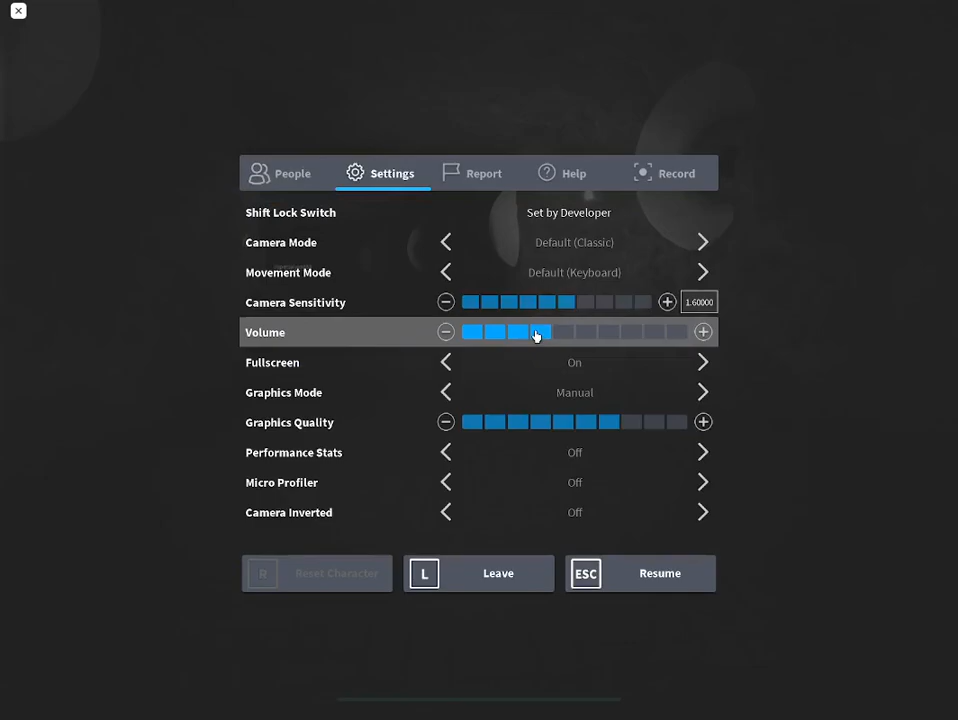 People Settings Report Help Record
Shift Lock Switch Set by Developer
Camera Mode Default (Classic)
Movement Mode Default (Keyboard)
Camera Sensitivity 1.60000
Volume
Fullscreen On
Graphics Mode Manual
Graphics Quality
Performance Stats Off
Micro Profiler Off
Camera Inverted Off
R Reset Character L Leave ESC Resume